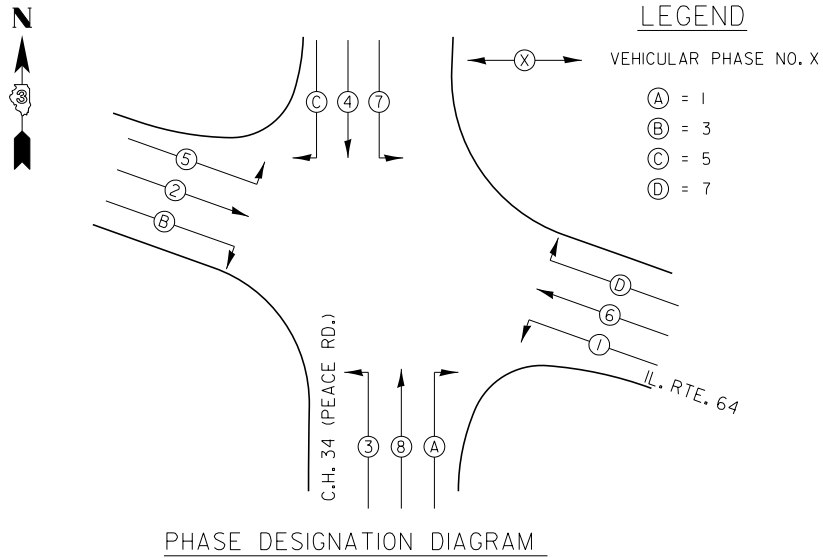 N
3
LEGEND
X
VEHICULAR PHASE NO. X
A = 1
B = 3
C = 5
D = 7
C
4
7
5
2
B
D
6
1
IL. RTE. 64
C.H. 34 (PEACE RD.)
3
8
A
PHASE DESIGNATION DIAGRAM